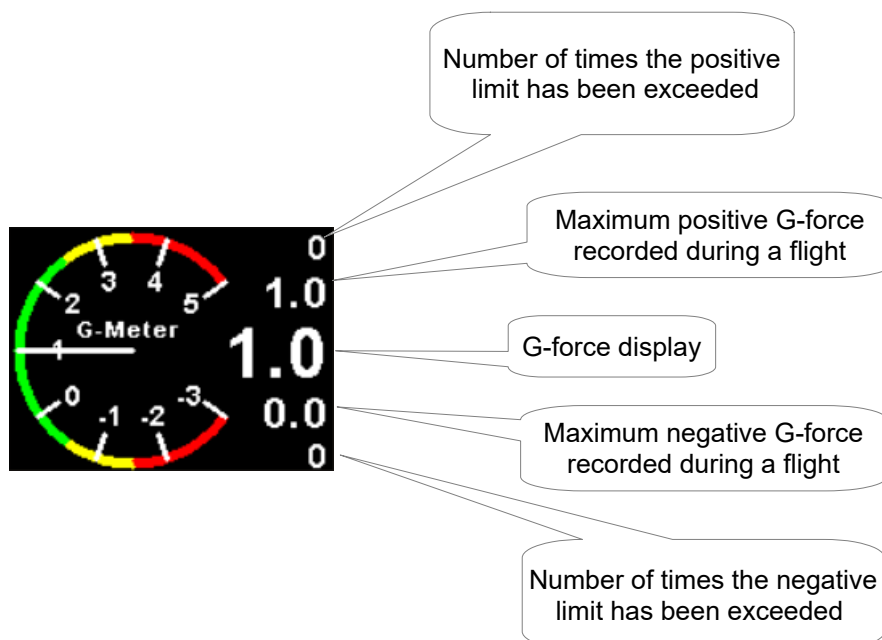 Number of times the positive
limit has been exceeded
Maximum positive G-force
recorded during a flight
G-force display
Maximum negative G-force
recorded during a flight
Number of times the negative
limit has been exceeded
0
1.0
1.0
0.0
0
G-Meter
5
4
3
2
1
0
-1
-2
-3